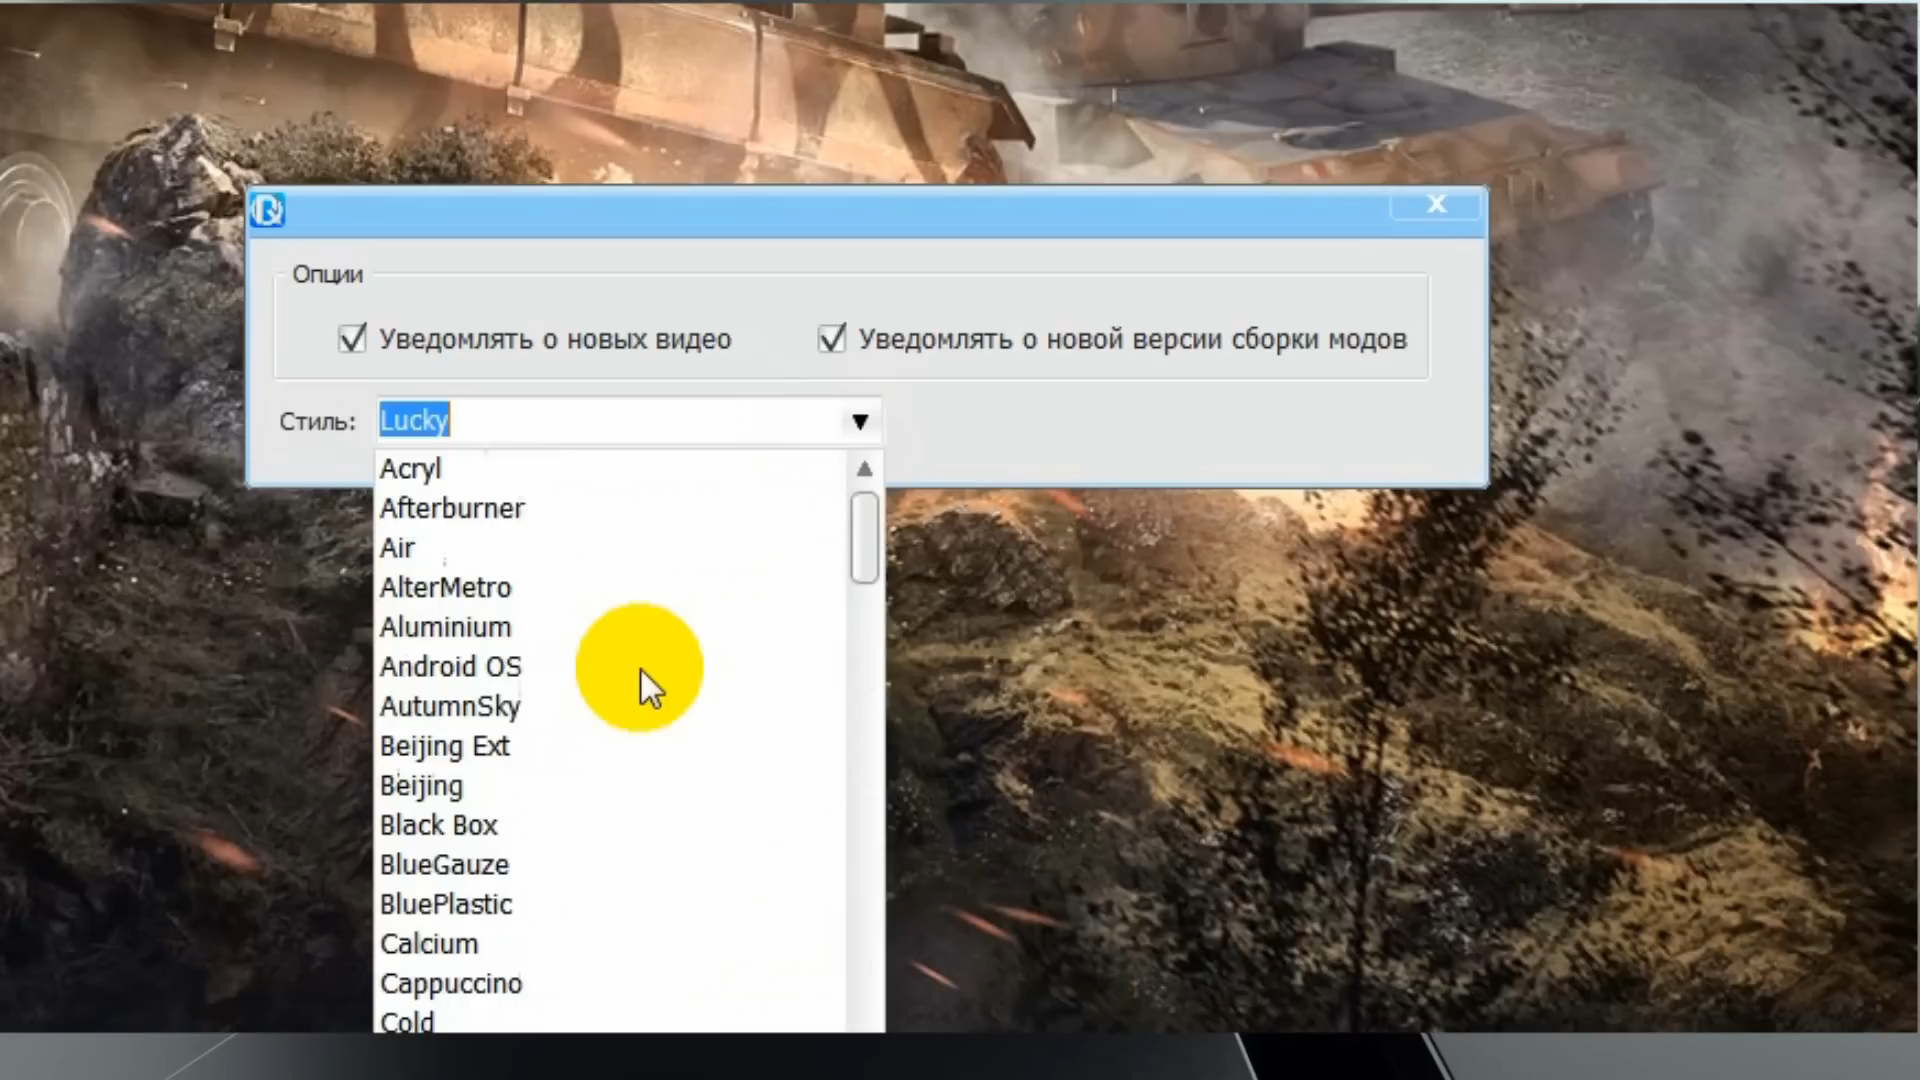 Опции
Уведомлять о новых видео
Уведомлять о новой версии сборки модов
Стиль:
Lucky
Acryl
Afterburner
Air
AlterMetro
Aluminium
Android OS
AutumnSky
Beijing Ext
Beijing
Black Box
BlueGauze
BluePlastic
Calcium
Cappuccino
Cold